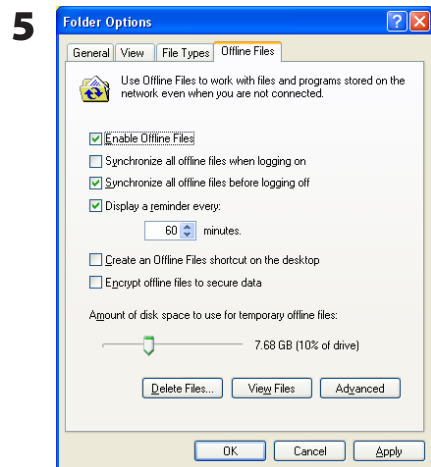 5
Folder Options
General View File Types Offline Files
Use Offline Files to work with files and programs stored on the
network even when you are not connected.
Enable Offline Files
Synchronize all offline files when logging on
Synchronize all offline files before logging off
Display a reminder every:
60 minutes.
Create an Offline Files shortcut on the desktop
Encrypt offline files to secure data
Amount of disk space to use for temporary offline files:
7.68 GB (10% of drive)
Delete Files... View Files Advanced
OK Cancel Apply